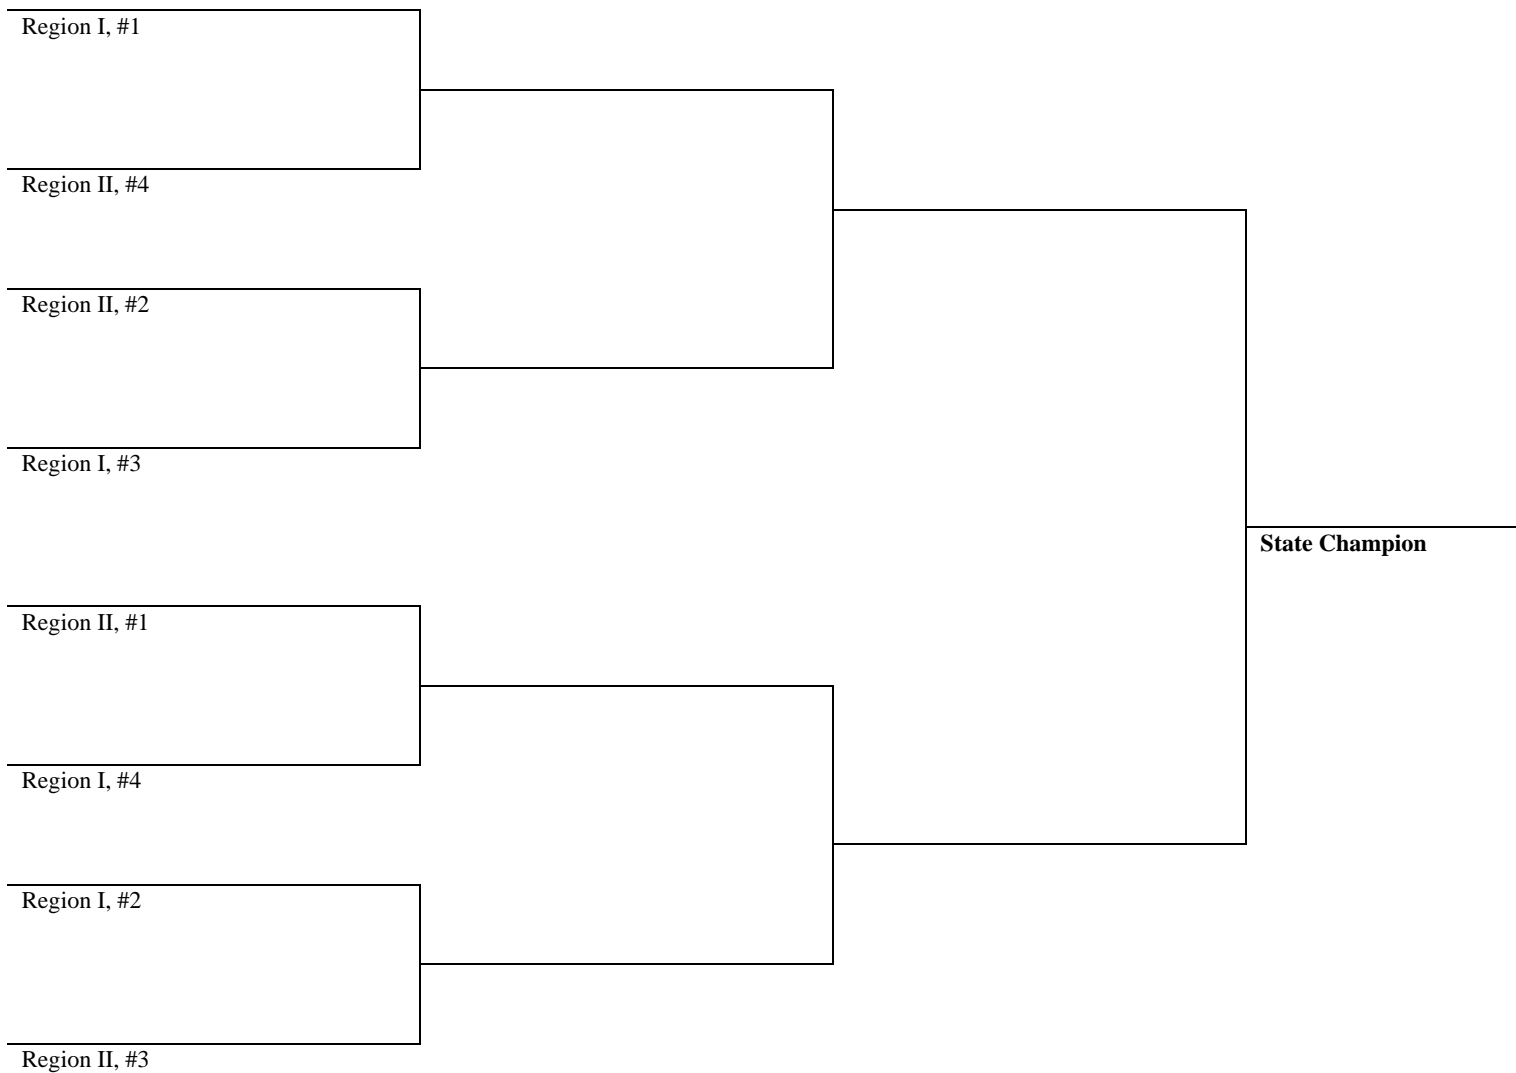 Region I, #1
Region II, #4
Region II, #2
Region I, #3
State Champion
Region II, #1
Region I, #4
Region I, #2
Region II, #3